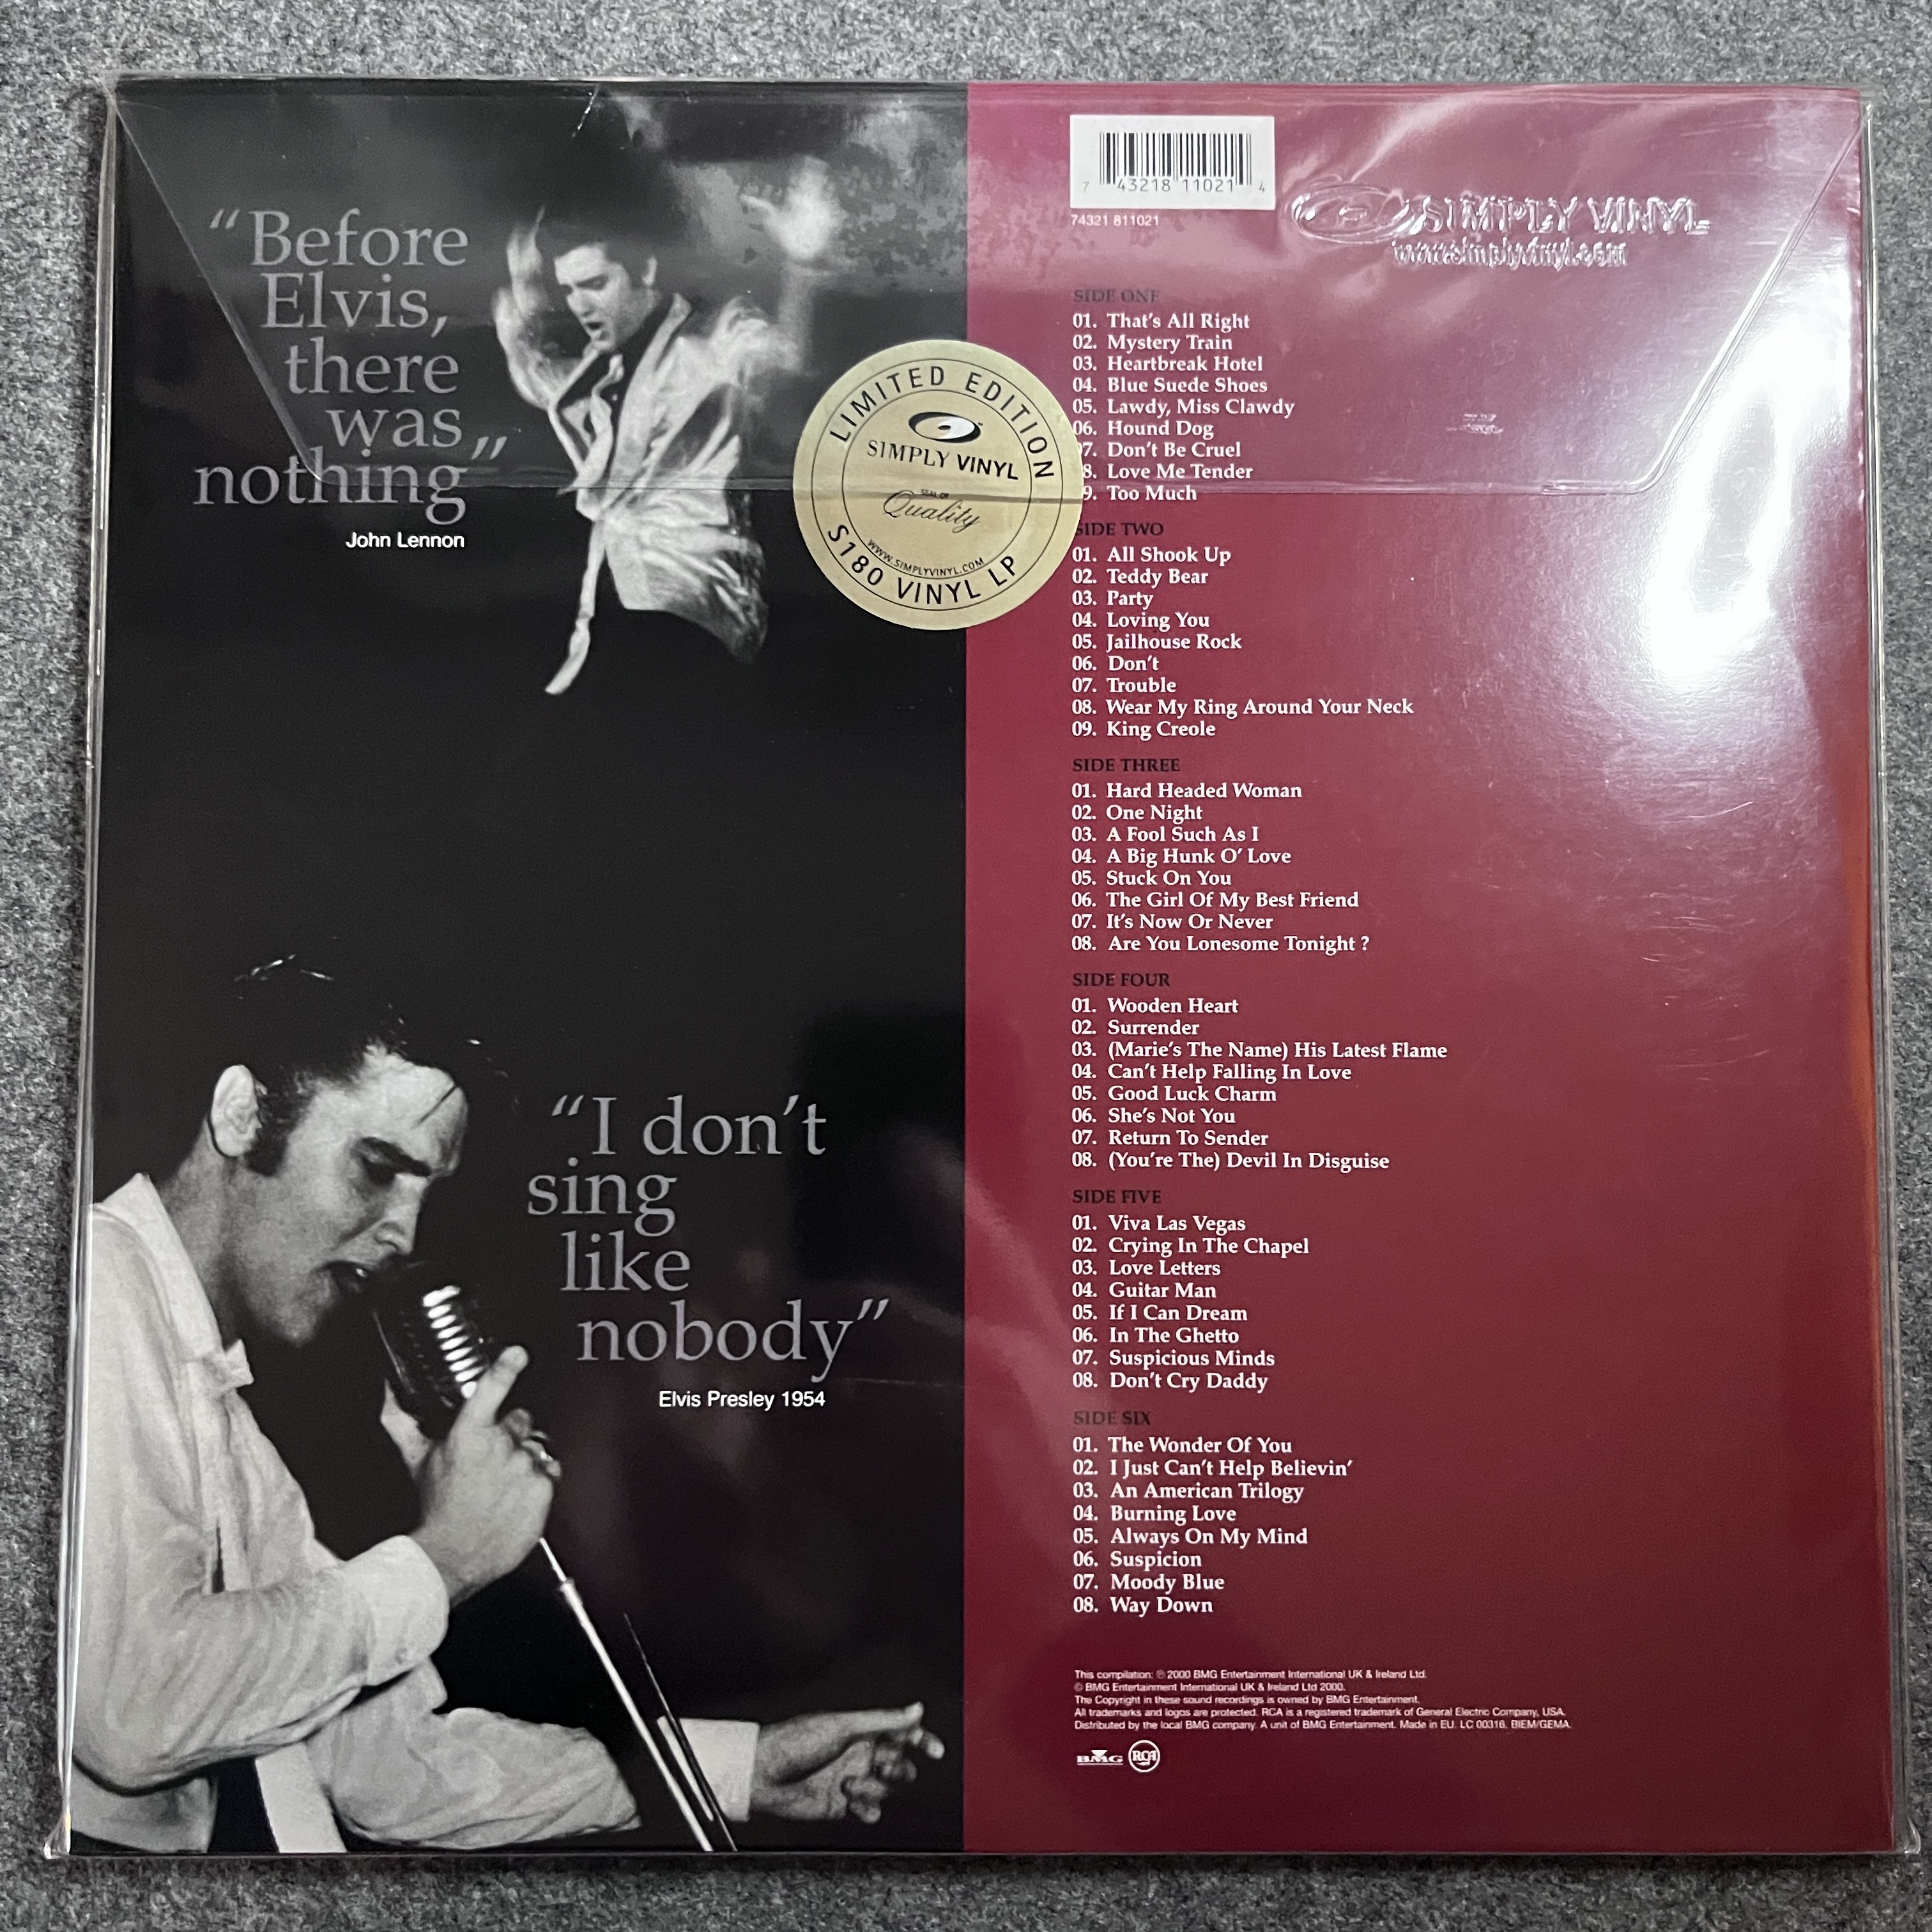 “Before
Elvis,
there
was
nothing”
John Lennon
“I don’t
sing
like
nobody”
Elvis Presley 1954
LIMITED EDITION
SIMPLY VINYL
SEAL OF
Quality
WWW.SIMPLYVINYL.COM
S180 VINYL LP
7 43218 11021 4
74321 811021
SIMPLY VINYL
www.simplyvinyl.com
SIDE ONE
01. That’s All Right
02. Mystery Train
03. Heartbreak Hotel
04. Blue Suede Shoes
05. Lawdy, Miss Clawdy
06. Hound Dog
07. Don’t Be Cruel
8. Love Me Tender
9. Too Much
SIDE TWO
01. All Shook Up
02. Teddy Bear
03. Party
04. Loving You
05. Jailhouse Rock
06. Don’t
07. Trouble
08. Wear My Ring Around Your Neck
09. King Creole
SIDE THREE
01. Hard Headed Woman
02. One Night
03. A Fool Such As I
04. A Big Hunk O’ Love
05. Stuck On You
06. The Girl Of My Best Friend
07. It’s Now Or Never
08. Are You Lonesome Tonight ?
SIDE FOUR
01. Wooden Heart
02. Surrender
03. (Marie’s The Name) His Latest Flame
04. Can’t Help Falling In Love
05. Good Luck Charm
06. She’s Not You
07. Return To Sender
08. (You’re The) Devil In Disguise
SIDE FIVE
01. Viva Las Vegas
02. Crying In The Chapel
03. Love Letters
04. Guitar Man
05. If I Can Dream
06. In The Ghetto
07. Suspicious Minds
08. Don’t Cry Daddy
SIDE SIX
01. The Wonder Of You
02. I Just Can’t Help Believin’
03. An American Trilogy
04. Burning Love
05. Always On My Mind
06. Suspicion
07. Moody Blue
08. Way Down
This compilation: ℗ 2000 BMG Entertainment International UK & Ireland Ltd.
© BMG Entertainment International UK & Ireland Ltd 2000.
The Copyright in these sound recordings is owned by BMG Entertainment.
All trademarks and logos are protected. RCA is a registered trademark of General Electric Company, USA.
Distributed by the local BMG company. A unit of BMG Entertainment. Made in EU. LC 00316. BIEM/GEMA.
BMG RCA